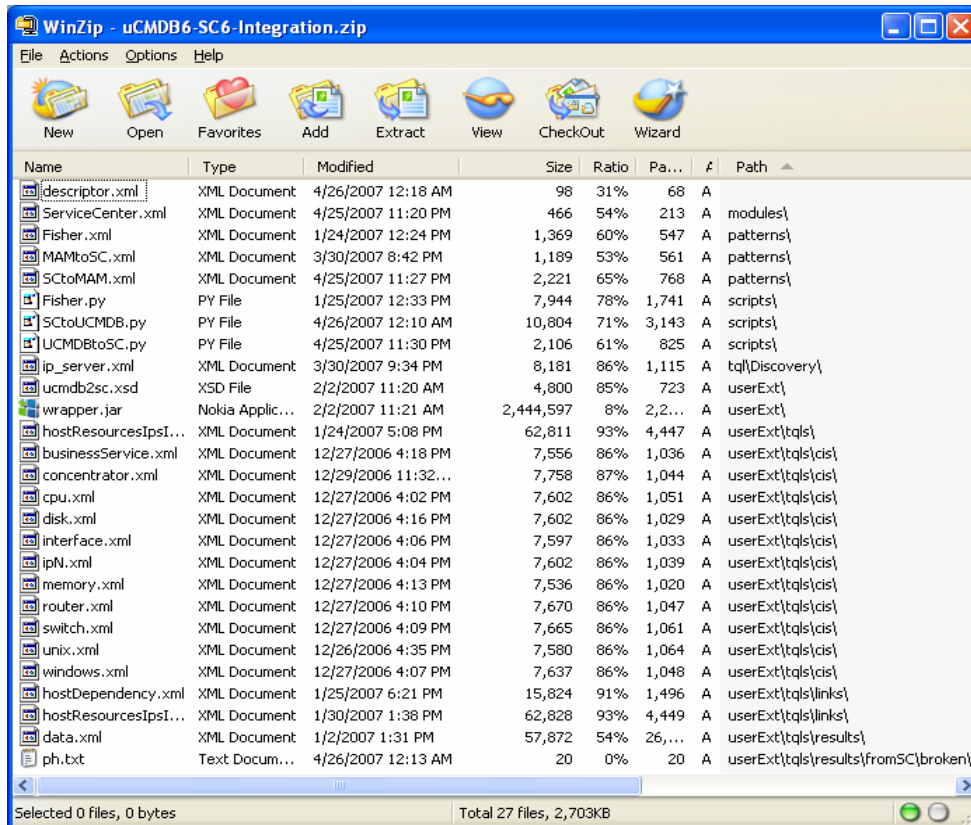 WinZip - uCMDB6-SC6-Integration.zip
File Actions Options Help
New Open Favorites Add Extract View CheckOut Wizard
Name Type Modified Size Ratio Pa... Path
descriptor.xml XML Document 4/26/2007 12:18 AM 98 31% 68 A
ServiceCenter.xml XML Document 4/25/2007 11:20 PM 466 54% 213 A modules\
Fisher.xml XML Document 1/24/2007 12:24 PM 1,369 60% 547 A patterns\
MAMtoSC.xml XML Document 3/30/2007 8:42 PM 1,189 53% 561 A patterns\
SCtoMAM.xml XML Document 4/25/2007 11:27 PM 2,221 65% 768 A patterns\
Fisher.py PY File 1/25/2007 12:33 PM 7,944 78% 1,741 A scripts\
SCtoUCMDB.py PY File 4/26/2007 12:10 AM 10,804 71% 3,143 A scripts\
UCMDBtoSC.py PY File 4/25/2007 11:30 PM 2,106 61% 825 A scripts\
ip_server.xml XML Document 3/30/2007 9:34 PM 8,181 86% 1,115 A tql\Discovery\
ucmdb2sc.xsd XSD File 2/2/2007 11:20 AM 4,800 85% 723 A userExt\
wrapper.jar Nokia Applic... 2/2/2007 11:21 AM 2,444,597 8% 2,2... A userExt\
hostResourcesIpsI... XML Document 1/24/2007 5:08 PM 62,811 93% 4,447 A userExt\tqls\
businessService.xml XML Document 12/27/2006 4:18 PM 7,556 86% 1,036 A userExt\tqls\cis\
concentrator.xml XML Document 12/29/2006 11:32... 7,758 87% 1,044 A userExt\tqls\cis\
cpu.xml XML Document 12/27/2006 4:02 PM 7,602 86% 1,051 A userExt\tqls\cis\
disk.xml XML Document 12/27/2006 4:16 PM 7,602 86% 1,029 A userExt\tqls\cis\
interface.xml XML Document 12/27/2006 4:06 PM 7,597 86% 1,033 A userExt\tqls\cis\
ipN.xml XML Document 12/27/2006 4:04 PM 7,602 86% 1,039 A userExt\tqls\cis\
memory.xml XML Document 12/27/2006 4:13 PM 7,536 86% 1,020 A userExt\tqls\cis\
router.xml XML Document 12/27/2006 4:10 PM 7,670 86% 1,047 A userExt\tqls\cis\
switch.xml XML Document 12/27/2006 4:09 PM 7,665 86% 1,061 A userExt\tqls\cis\
unix.xml XML Document 12/26/2006 4:35 PM 7,580 86% 1,064 A userExt\tqls\cis\
windows.xml XML Document 12/27/2006 4:07 PM 7,637 86% 1,048 A userExt\tqls\cis\
hostDependency.xml XML Document 1/25/2007 6:21 PM 15,824 91% 1,496 A userExt\tqls\links\
hostResourcesIpsI... XML Document 1/30/2007 1:38 PM 62,828 93% 4,449 A userExt\tqls\links\
data.xml XML Document 1/2/2007 1:31 PM 57,872 54% 26,... A userExt\tqls\results\
ph.txt Text Docum... 4/26/2007 12:13 AM 20 0% 20 A userExt\tqls\results\fromSC\broken\
Selected 0 files, 0 bytes Total 27 files, 2,703KB